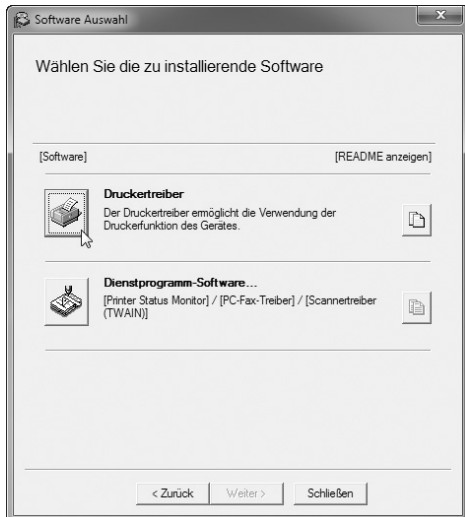 Software Auswahl
Wählen Sie die zu installierende Software
[Software] [README anzeigen]
Druckertreiber
Der Druckertreiber ermöglicht die Verwendung der
Druckerfunktion des Gerätes.
Dienstprogramm-Software...
[Printer Status Monitor] / [PC-Fax-Treiber] / [Scannertreiber
(TWAIN)]
< Zurück Weiter > Schließen